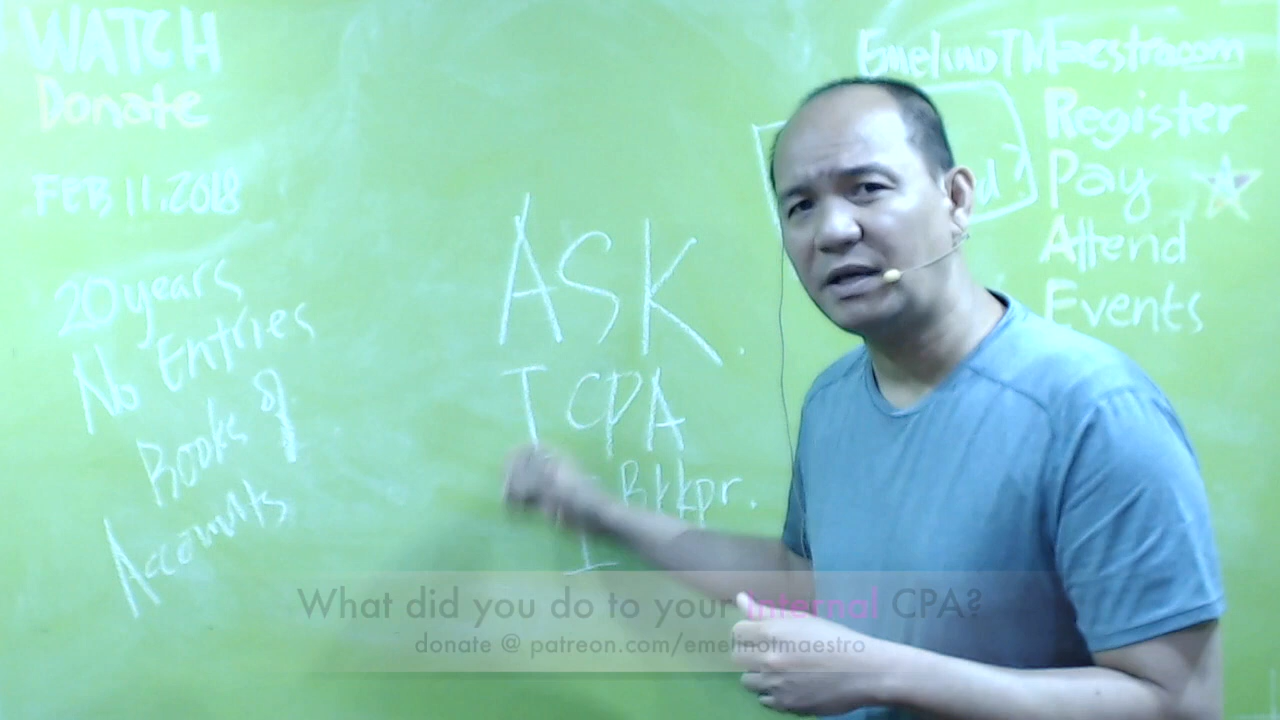 WATCH
Donate
FEB 11, 2018
20 years
No Entries
Books of
Accounts
ASK.
I CPA
Bkkpr.
I
EmelinoTMaestro.com
Register
Pay
Attend
Events
What did you do to your internal CPA?
donate @ patreon.com/emelinotmaestro